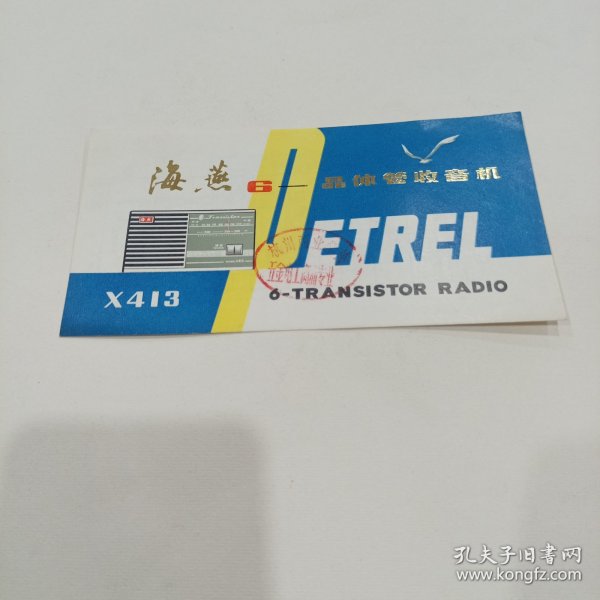 海燕 6一晶体管收音机
PETREL
X413
6-TRANSISTOR RADIO
孔夫子旧书网
www.kongfz.com